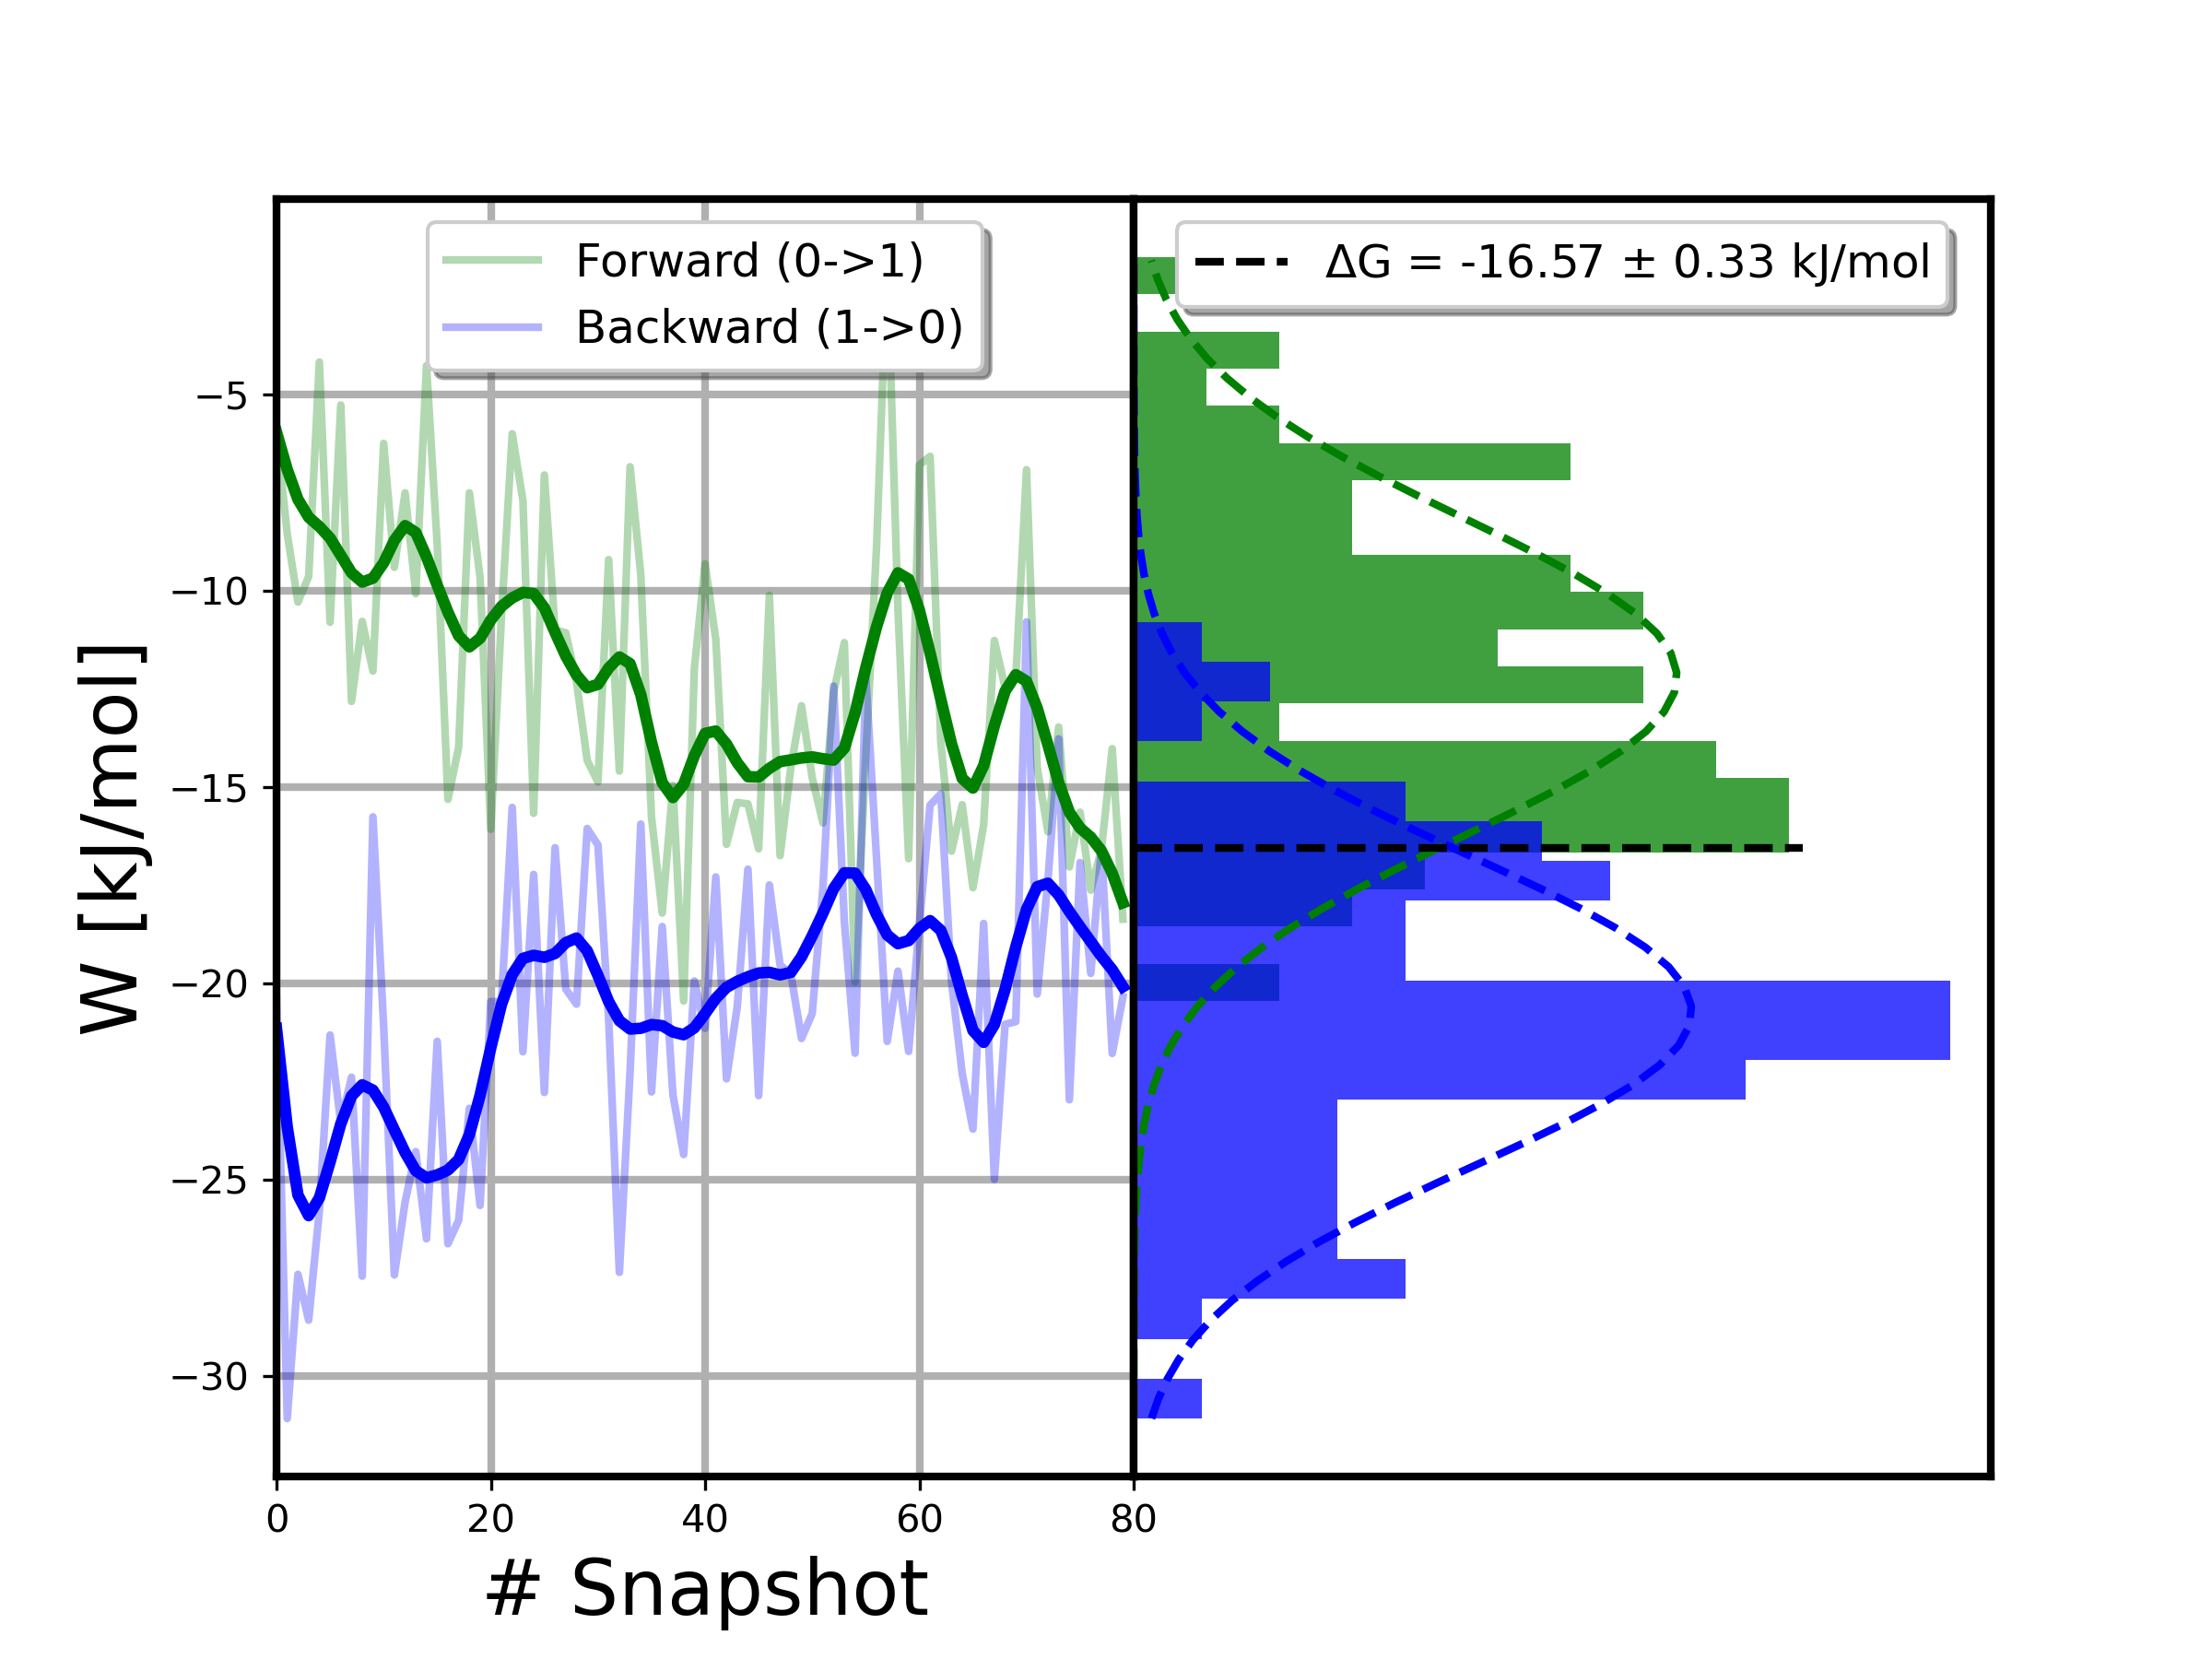 Forward (0->1)
Backward (1->0)
ΔG = -16.57 ± 0.33 kJ/mol
W [kJ/mol]
−5
−10
−15
−20
−25
−30
0 20 40 60 80
# Snapshot